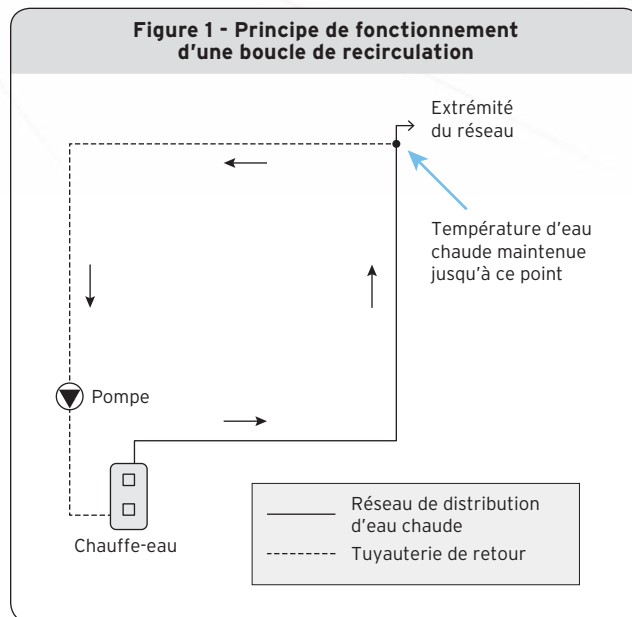 Figure 1 - Principe de fonctionnement
d'une boucle de recirculation
Extrémité
du réseau
Température d'eau
chaude maintenue
jusqu'à ce point
Pompe
Chauffe-eau
Réseau de distribution
d'eau chaude
Tuyauterie de retour